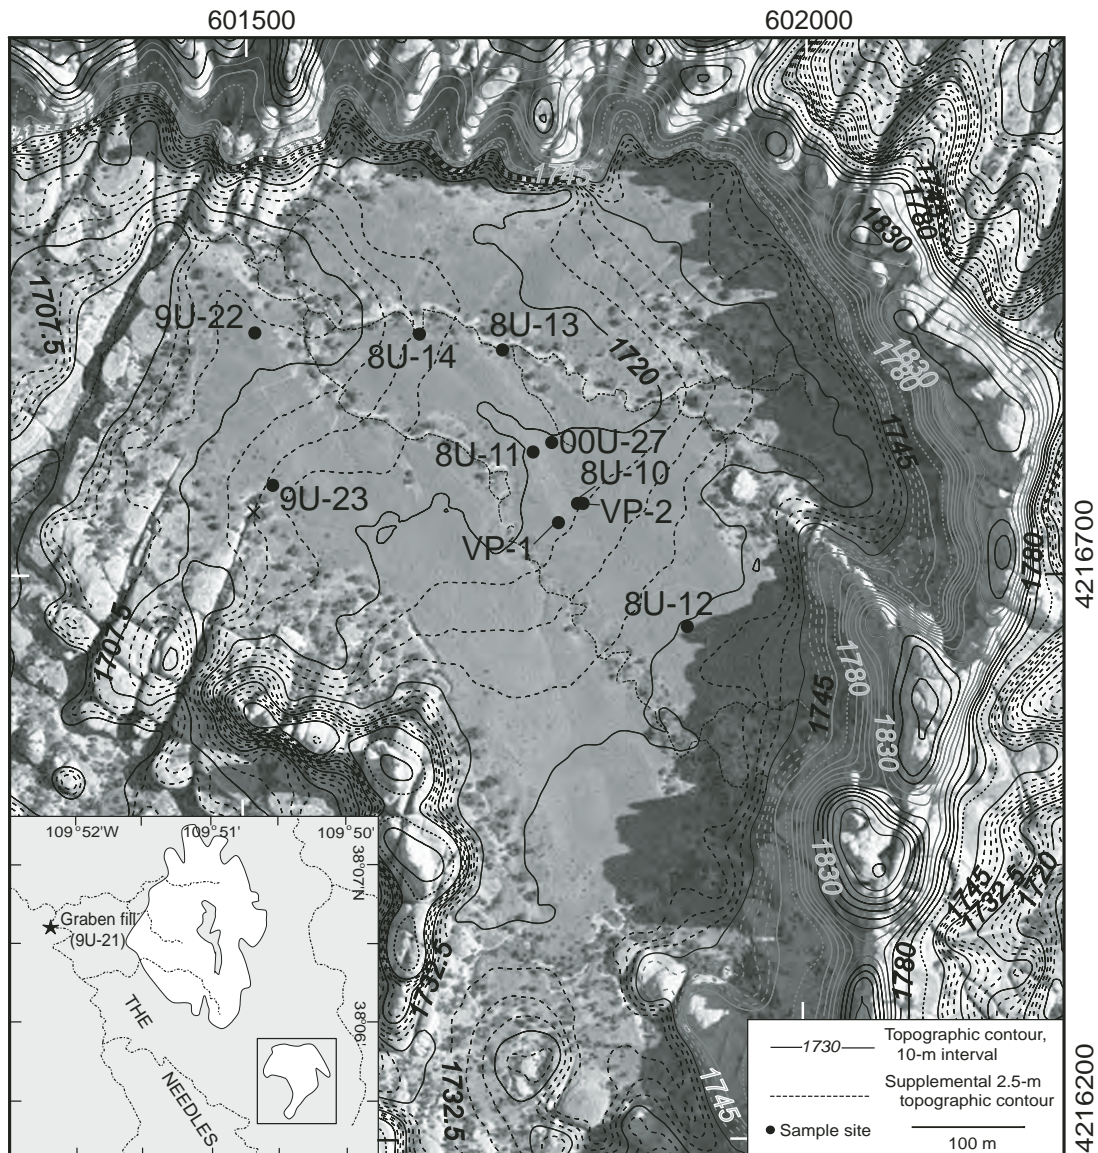 601500
602000
1745
1780
1745
1830
1707.5
9U-22
8U-13
8U-14
1720
1830
1780
00U-27
8U-11
8U-10
1745
9U-23
VP-2
VP-1
4216700
1780
8U-12
1707.5
1780
1745
1830
1830
1745
1732.5
1720
1780
1732.5
1732.5
1745
109°52'W
109°51'
109°50'
38°07'N
Graben fill
(9U-21)
THE
NEEDLES
38°06'
1730
Topographic contour,
10-m interval
Supplemental 2.5-m
topographic contour
Sample site
100 m
4216200